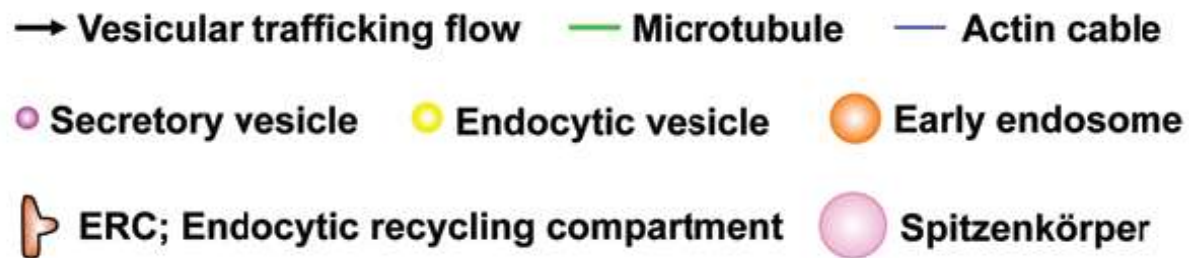 Vesicular trafficking flow Microtubule Actin cable
Secretory vesicle Endocytic vesicle Early endosome
ERC; Endocytic recycling compartment Spitzenkörper